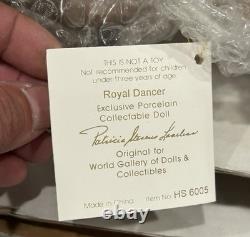 THIS IS NOT A TOY
Not recommended for children
under three years of age.
Royal Dancer
Exclusive Porcelain
Collectable Doll
Patricia
Original for
World Gallery of Dolls &
Collectibles
Made in China
Item No. HS 6005